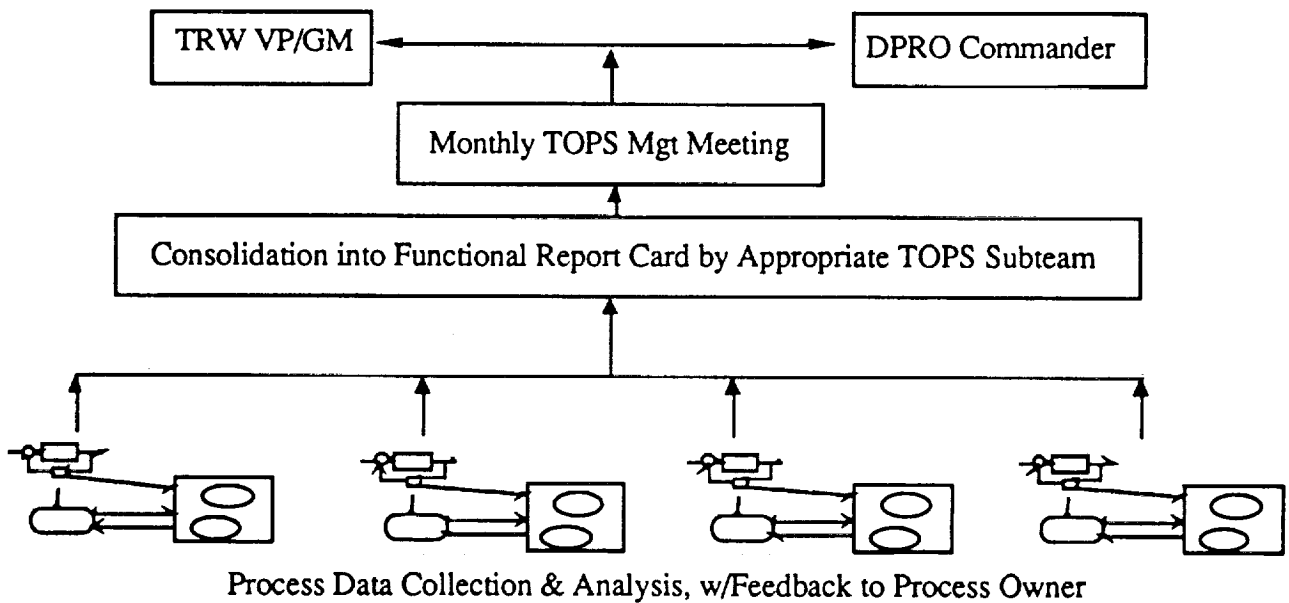 TRW VP/GM
DPRO Commander
Monthly TOPS Mgt Meeting
Consolidation into Functional Report Card by Appropriate TOPS Subteam
Process Data Collection & Analysis, w/Feedback to Process Owner